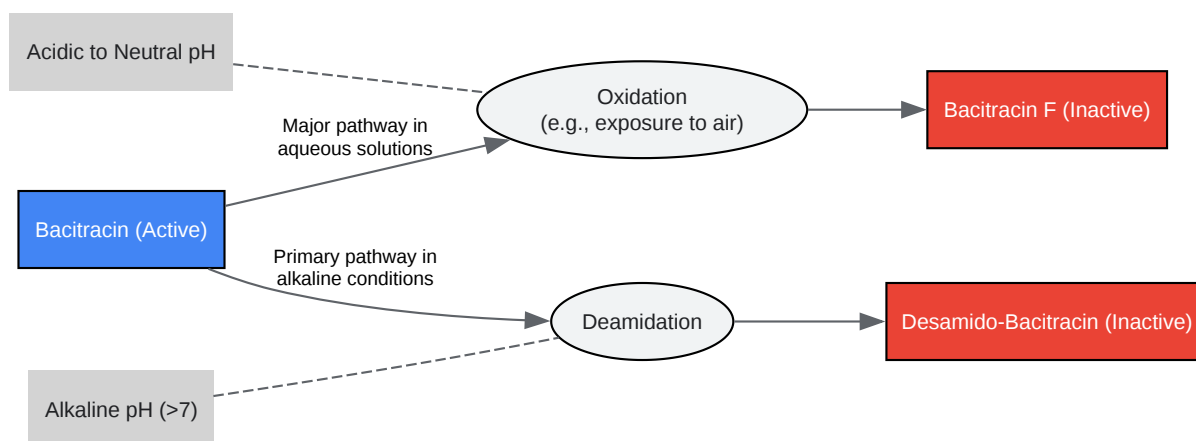 Acidic to Neutral pH
Oxidation
(e.g., exposure to air)
Bacitracin F (Inactive)
Major pathway in
aqueous solutions
Bacitracin (Active)
Primary pathway in
alkaline conditions
Deamidation
Desamido-Bacitracin (Inactive)
Alkaline pH (>7)